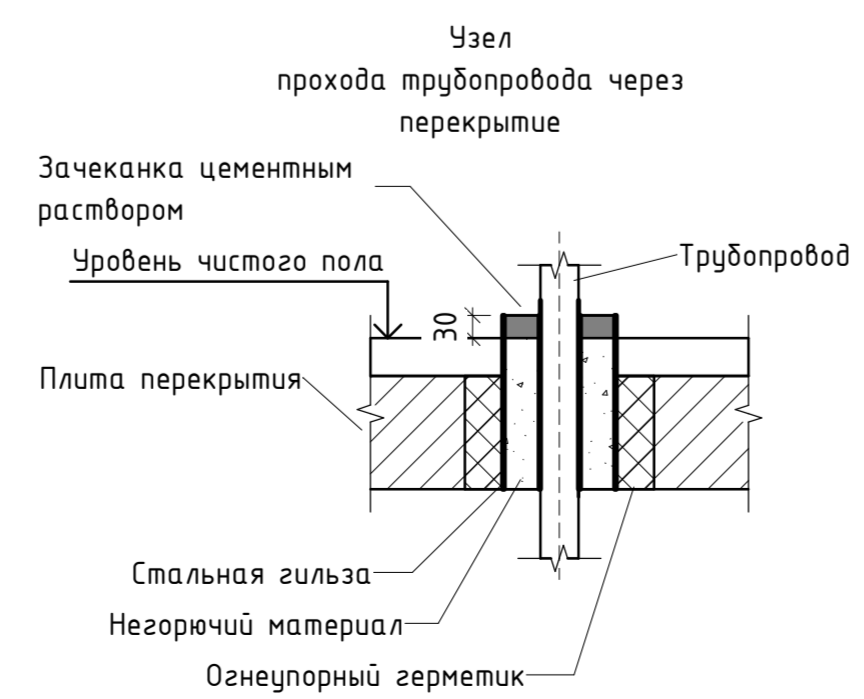 Узел
прохода трубопровода через
перекрытие
Зачеканка цементным
раствором
Уровень чистого пола
Трубопровод
30
Плита перекрытия
Стальная гильза
Негорючий материал
Огнеупорный герметик